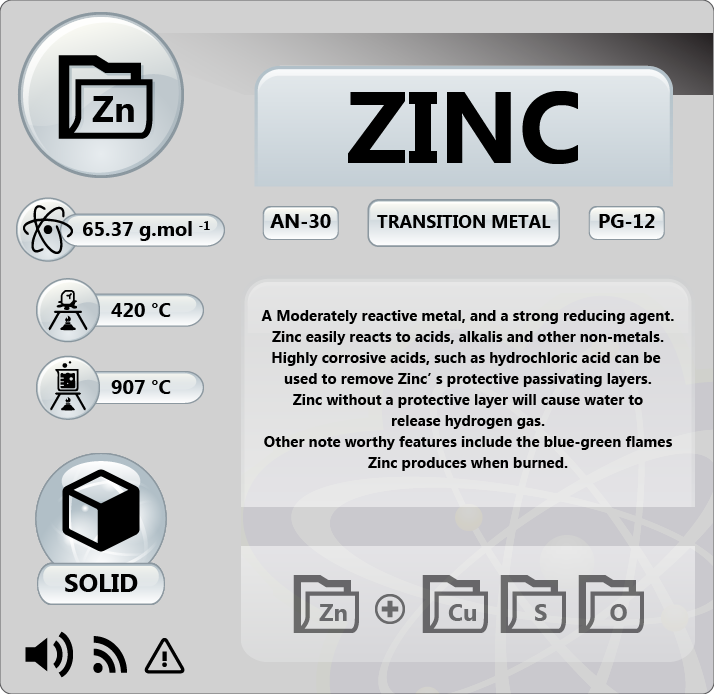 Zn
ZINC
65.37 g.mol -1
AN-30
TRANSITION METAL
PG-12
420 °C
907 °C
A Moderately reactive metal, and a strong reducing agent.
Zinc easily reacts to acids, alkalis and other non-metals.
Highly corrosive acids, such as hydrochloric acid can be
used to remove Zinc´ s protective passivating layers.
Zinc without a protective layer will cause water to
release hydrogen gas.
Other note worthy features include the blue-green flames
Zinc produces when burned.
SOLID
Zn
Cu
S
O